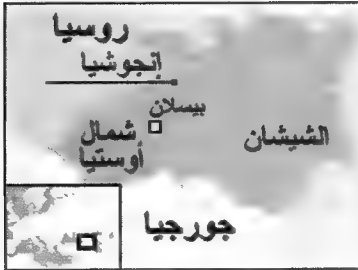 روسيا
إنجوشيا
بيسلان
شمال
أوستيا
الشيشان
جورجيا